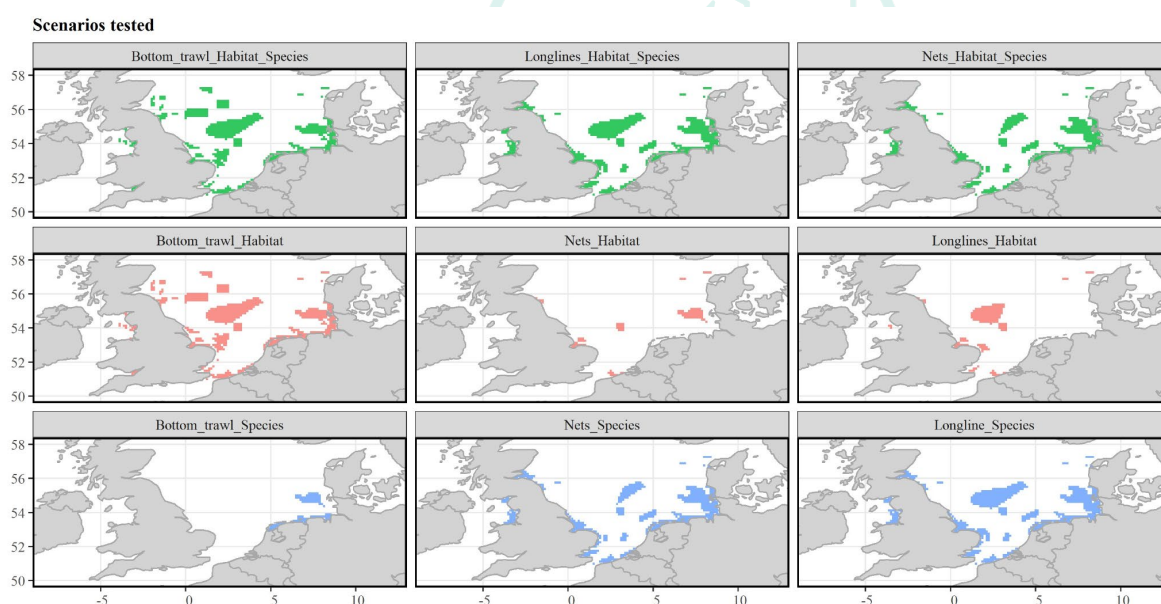 Scenarios tested
Bottom_trawl_Habitat_Species
Longlines_Habitat_Species
Nets_Habitat_Species
58
56
54
52
50
Bottom_trawl_Habitat
Nets_Habitat
Longlines_Habitat
58
56
54
52
50
Bottom_trawl_Species
Nets_Species
Longline_Species
58
56
54
52
50
-5 0 5 10 -5 0 5 10 -5 0 5 10